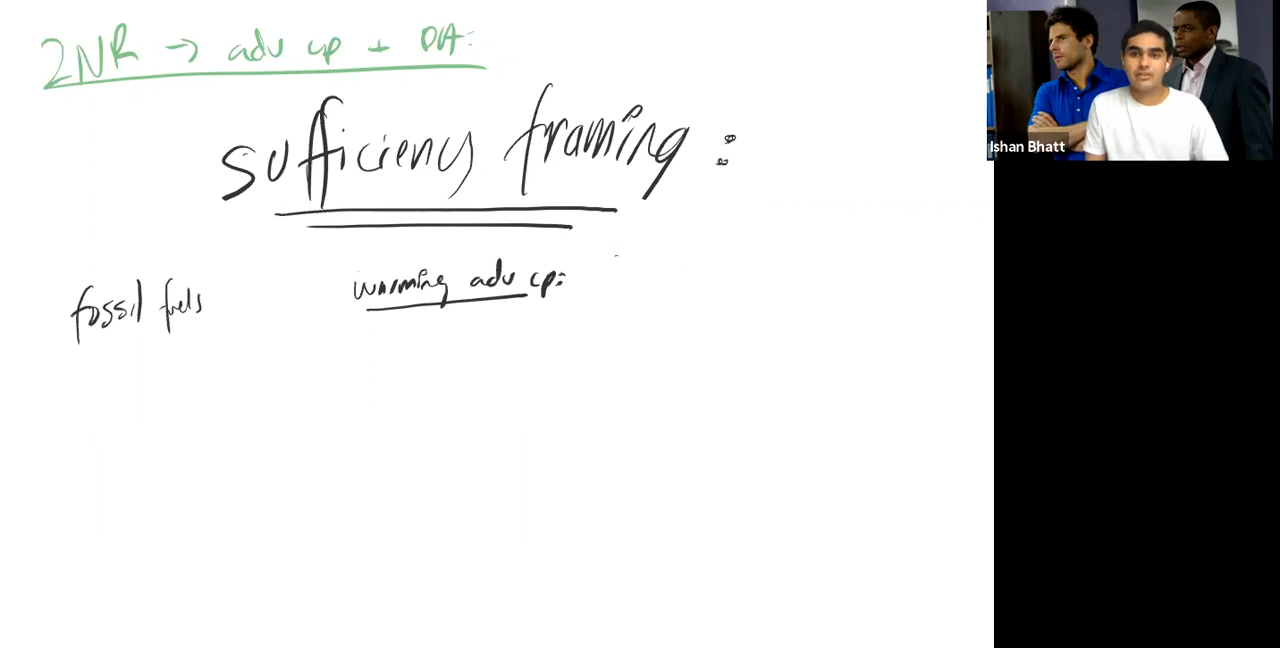 2NR → adv cp + DA:
sufficiency framing:
warming adv cp:
fossil fuels
Ishan Bhatt